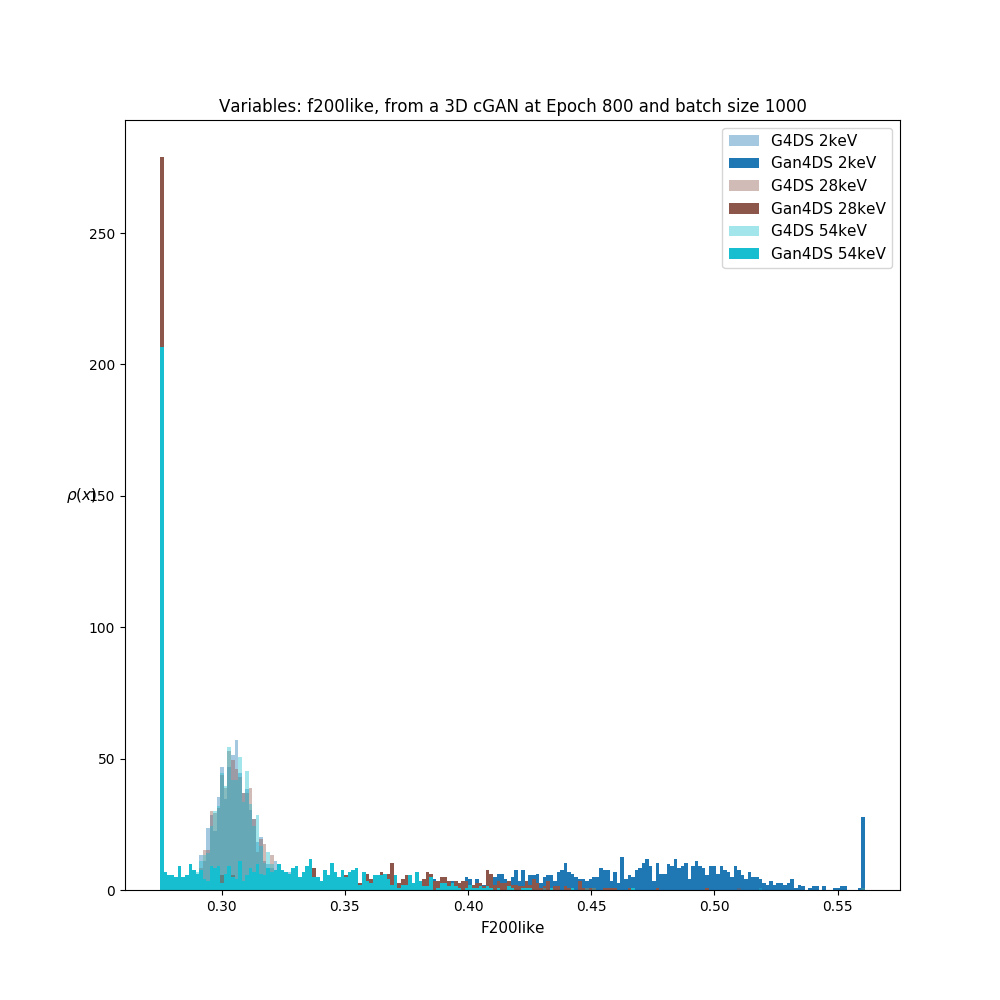 Variables: f200like, from a 3D cGAN at Epoch 800 and batch size 1000
G4DS 2keV
Gan4DS 2keV
G4DS 28keV
Gan4DS 28keV
G4DS 54keV
Gan4DS 54keV
250
200
ρ(x)
150
100
50
0
0.30 0.35 0.40 0.45 0.50 0.55
F200like